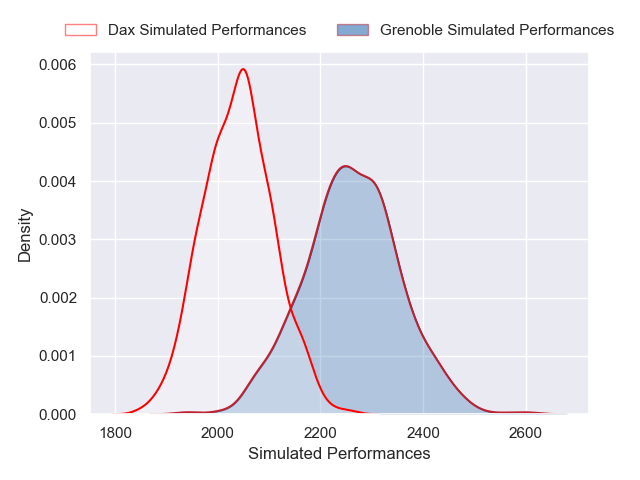 Dax Simulated Performances Grenoble Simulated Performances
0.006
0.005
0.004
0.003
0.002
0.001
0.000
Density
1800 2000 2200 2400 2600
Simulated Performances